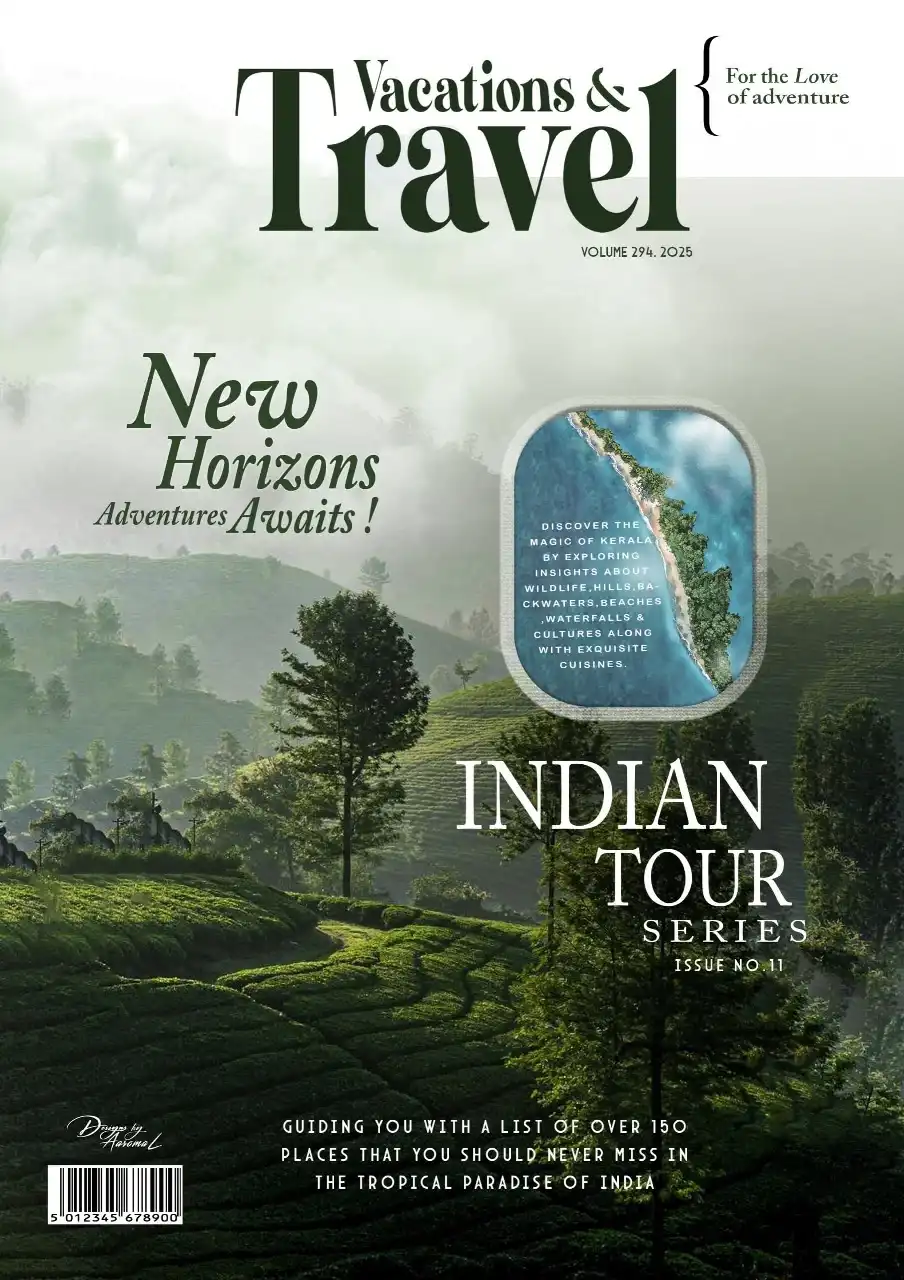 Vacations &
Travel
For the Love
of adventure
VOLUME 294. 2025
New
Horizons
Adventures Awaits !
DISCOVER THE
MAGIC OF KERALA
BY EXPLORING
INSIGHTS ABOUT
WILDLIFE,HILLS,BA-
CKWATERS,BEACHES
,WATERFALLS &
CULTURES ALONG
WITH EXQUISITE
CUISINES.
INDIAN
TOUR
SERIES
ISSUE NO.11
GUIDING YOU WITH A LIST OF OVER 150
PLACES THAT YOU SHOULD NEVER MISS IN
THE TROPICAL PARADISE OF INDIA
Designs by
Aaromal
5 012345 678900